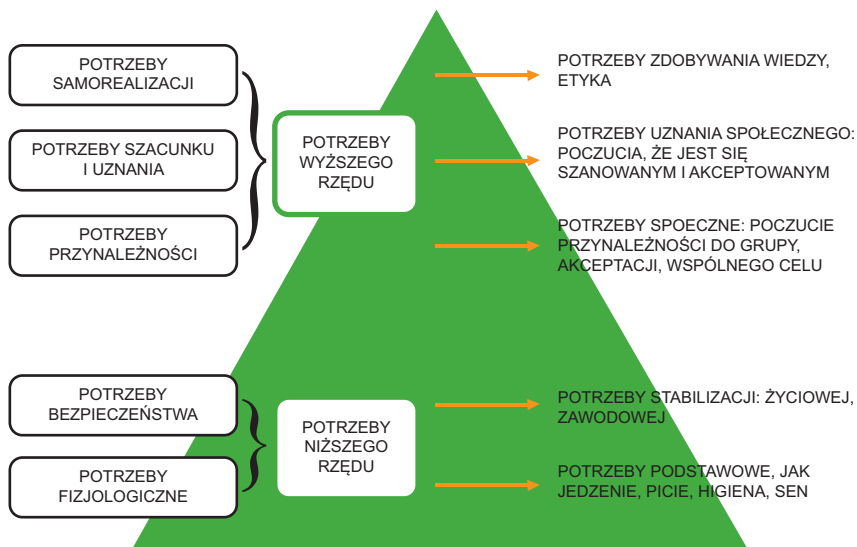 POTRZEBY
SAMOREALIZACJI
POTRZEBY SZACUNKU
I UZNANIA
POTRZEBY
PRZYNALEŻNOŚCI
POTRZEBY
WYŻSZEGO
RZĘDU
POTRZEBY ZDOBYWANIA WIEDZY,
ETYKA
POTRZEBY UZNANIA SPOŁECZNEGO:
POCZUCIA, ŻE JEST SIĘ
SZANOWANYM I AKCEPTOWANYM
POTRZEBY SPOECZNE: POCZUCIE
PRZYNALEŻNOŚCI DO GRUPY,
AKCEPTACJI, WSPÓLNEGO CELU
POTRZEBY
BEZPIECZEŃSTWA
POTRZEBY
FIZJOLOGICZNE
POTRZEBY
NIŻSZEGO
RZĘDU
POTRZEBY STABILIZACJI: ŻYCIOWEJ,
ZAWODOWEJ
POTRZEBY PODSTAWOWE, JAK
JEDZENIE, PICIE, HIGIENA, SEN